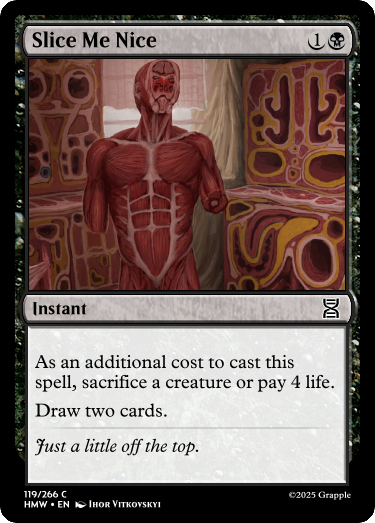 Slice Me Nice 1
Instant
As an additional cost to cast this
spell, sacrifice a creature or pay 4 life.
Draw two cards.
Just a little off the top.
119/266 C
HMW • EN Ihor Vitkovskyi
©2025 Grapple